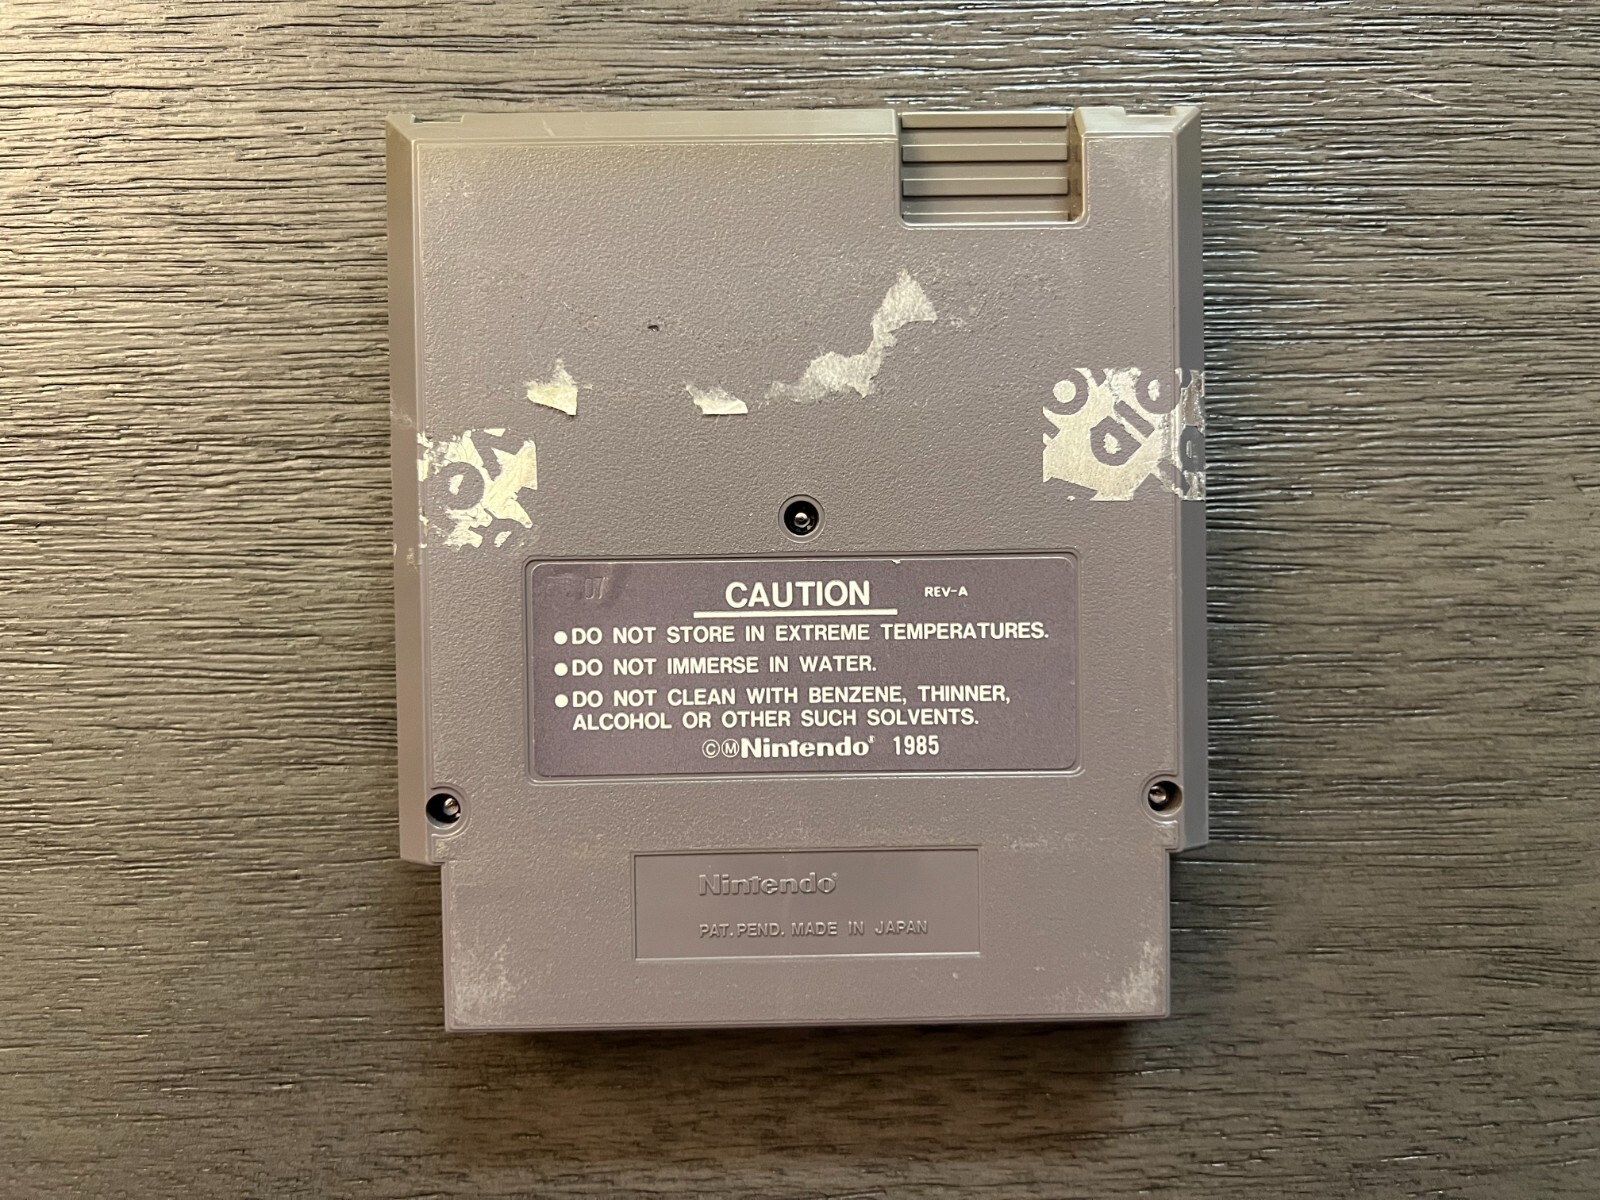 17
CAUTION REV-A
●DO NOT STORE IN EXTREME TEMPERATURES.
●DO NOT IMMERSE IN WATER.
●DO NOT CLEAN WITH BENZENE, THINNER,
ALCOHOL OR OTHER SUCH SOLVENTS.
©ⓂNintendo® 1985
Nintendo®
PAT. PEND. MADE IN JAPAN